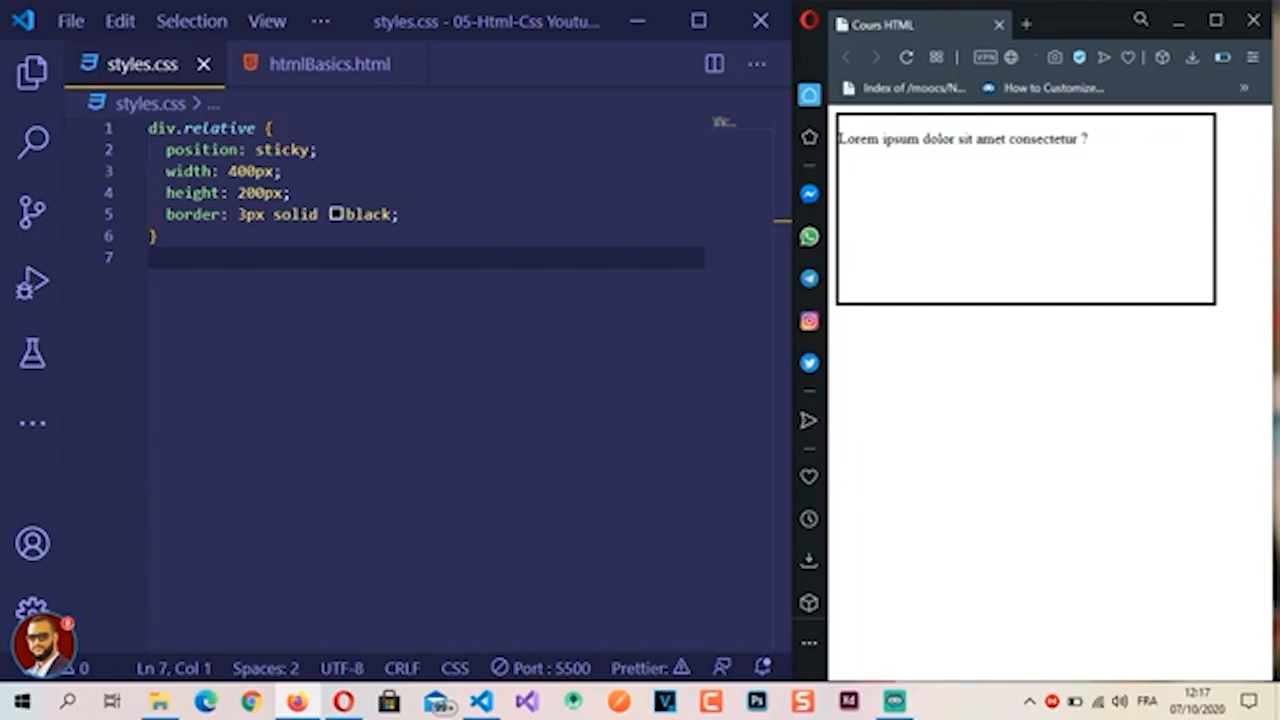 File Edit Selection View ··· styles.css - 05-Html-Css Youtu...
styles.css htmlBasics.html
styles.css > ...
1 div.relative {
2 position: sticky;
3 width: 400px;
4 height: 200px;
5 border: 3px solid black;
6 }
7
0 Ln 7, Col 1 Spaces: 2 UTF-8 CRLF CSS Port : 5500 Prettier:
Cours HTML
VPN
Index of /moocs/N... How to Customize...
Lorem ipsum dolor sit amet consectetur ?
99+ FRA 12:17
07/10/2020